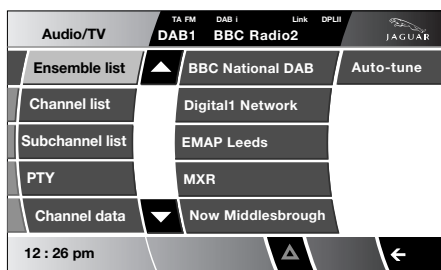 Audio/TV
TA FM DAB i Link DPLII
DAB1 BBC Radio2
JAGUAR
Ensemble list
BBC National DAB
Auto-tune
Channel list
Digital1 Network
Subchannel list
EMAP Leeds
PTY
MXR
Channel data
Now Middlesbrough
12 : 26 pm